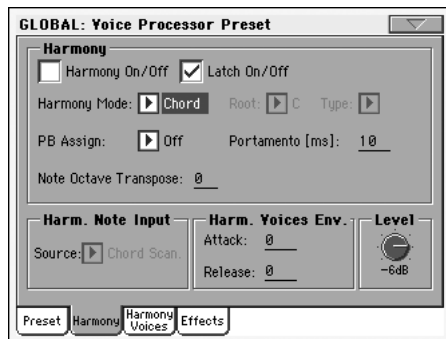 GLOBAL: Voice Processor Preset
Harmony
Harmony On/Off Latch On/Off
Harmony Mode: Chord Root: C Type:
PB Assign: Off Portamento [ms]: 10
Note Octave Transpose: 0
Harm. Note Input Harm. Voices Env. Level
Attack: 0
Source: Chord Scan.
Release: 0 -6dB
Preset Harmony Harmony Voices Effects